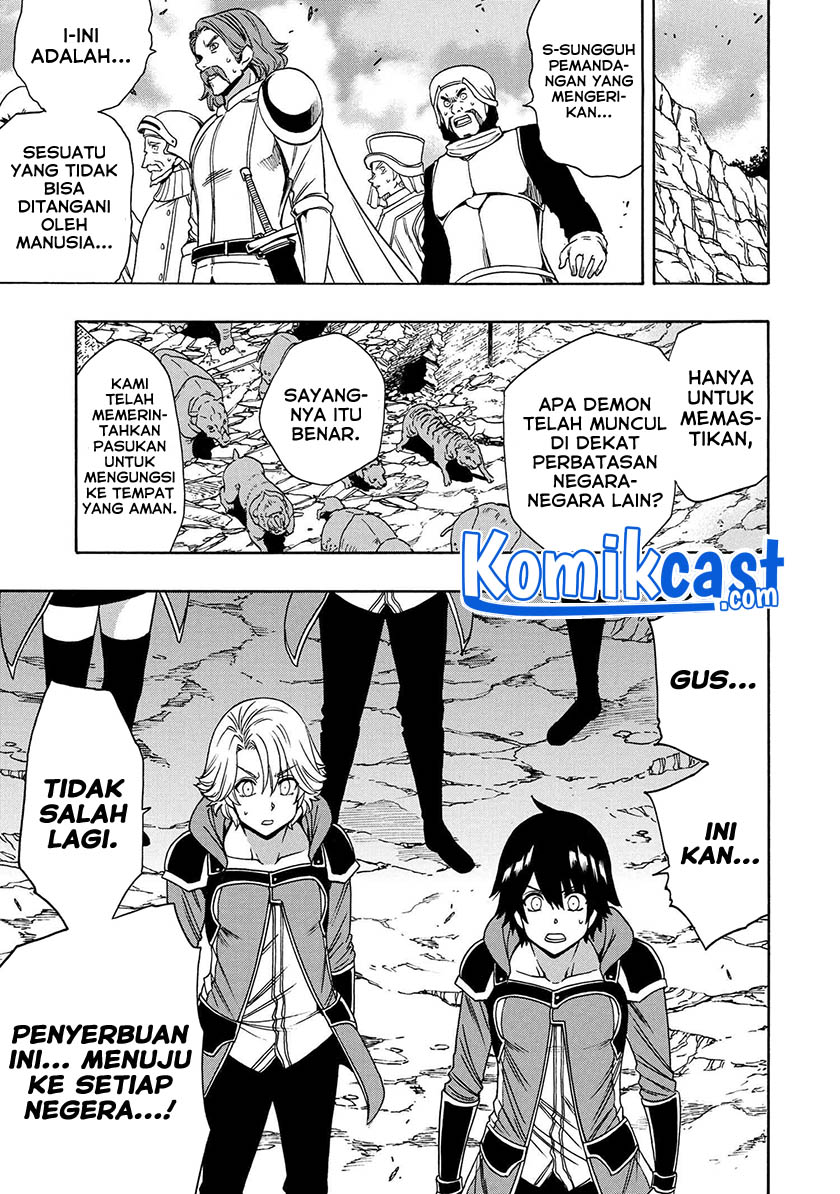 S-SUNGGUH
PEMANDA-
NGAN YANG
MENGERI-
KAN...
I-INI
ADALAH...
SESUATU
YANG TIDAK
BISA
DITANGANI
OLEH
MANUSIA...
HANYA
UNTUK
MEMAS-
TIKAN,
APA DEMON
TELAH MUNCUL
DI DEKAT
PERBATASAN
NEGARA-
NEGARA LAIN?
SAYANG-
NYA ITU
BENAR.
KAMI
TELAH
MEMERIN-
TAHKAN
PASUKAN
UNTUK
MENGUNGSI
KE TEMPAT
YANG AMAN.
Komikcast
.com
GUS...
INI
KAN...
TIDAK
SALAH
LAGI.
PENYERBUAN
INI... MENUJU
KE SETIAP
NEGERA...!